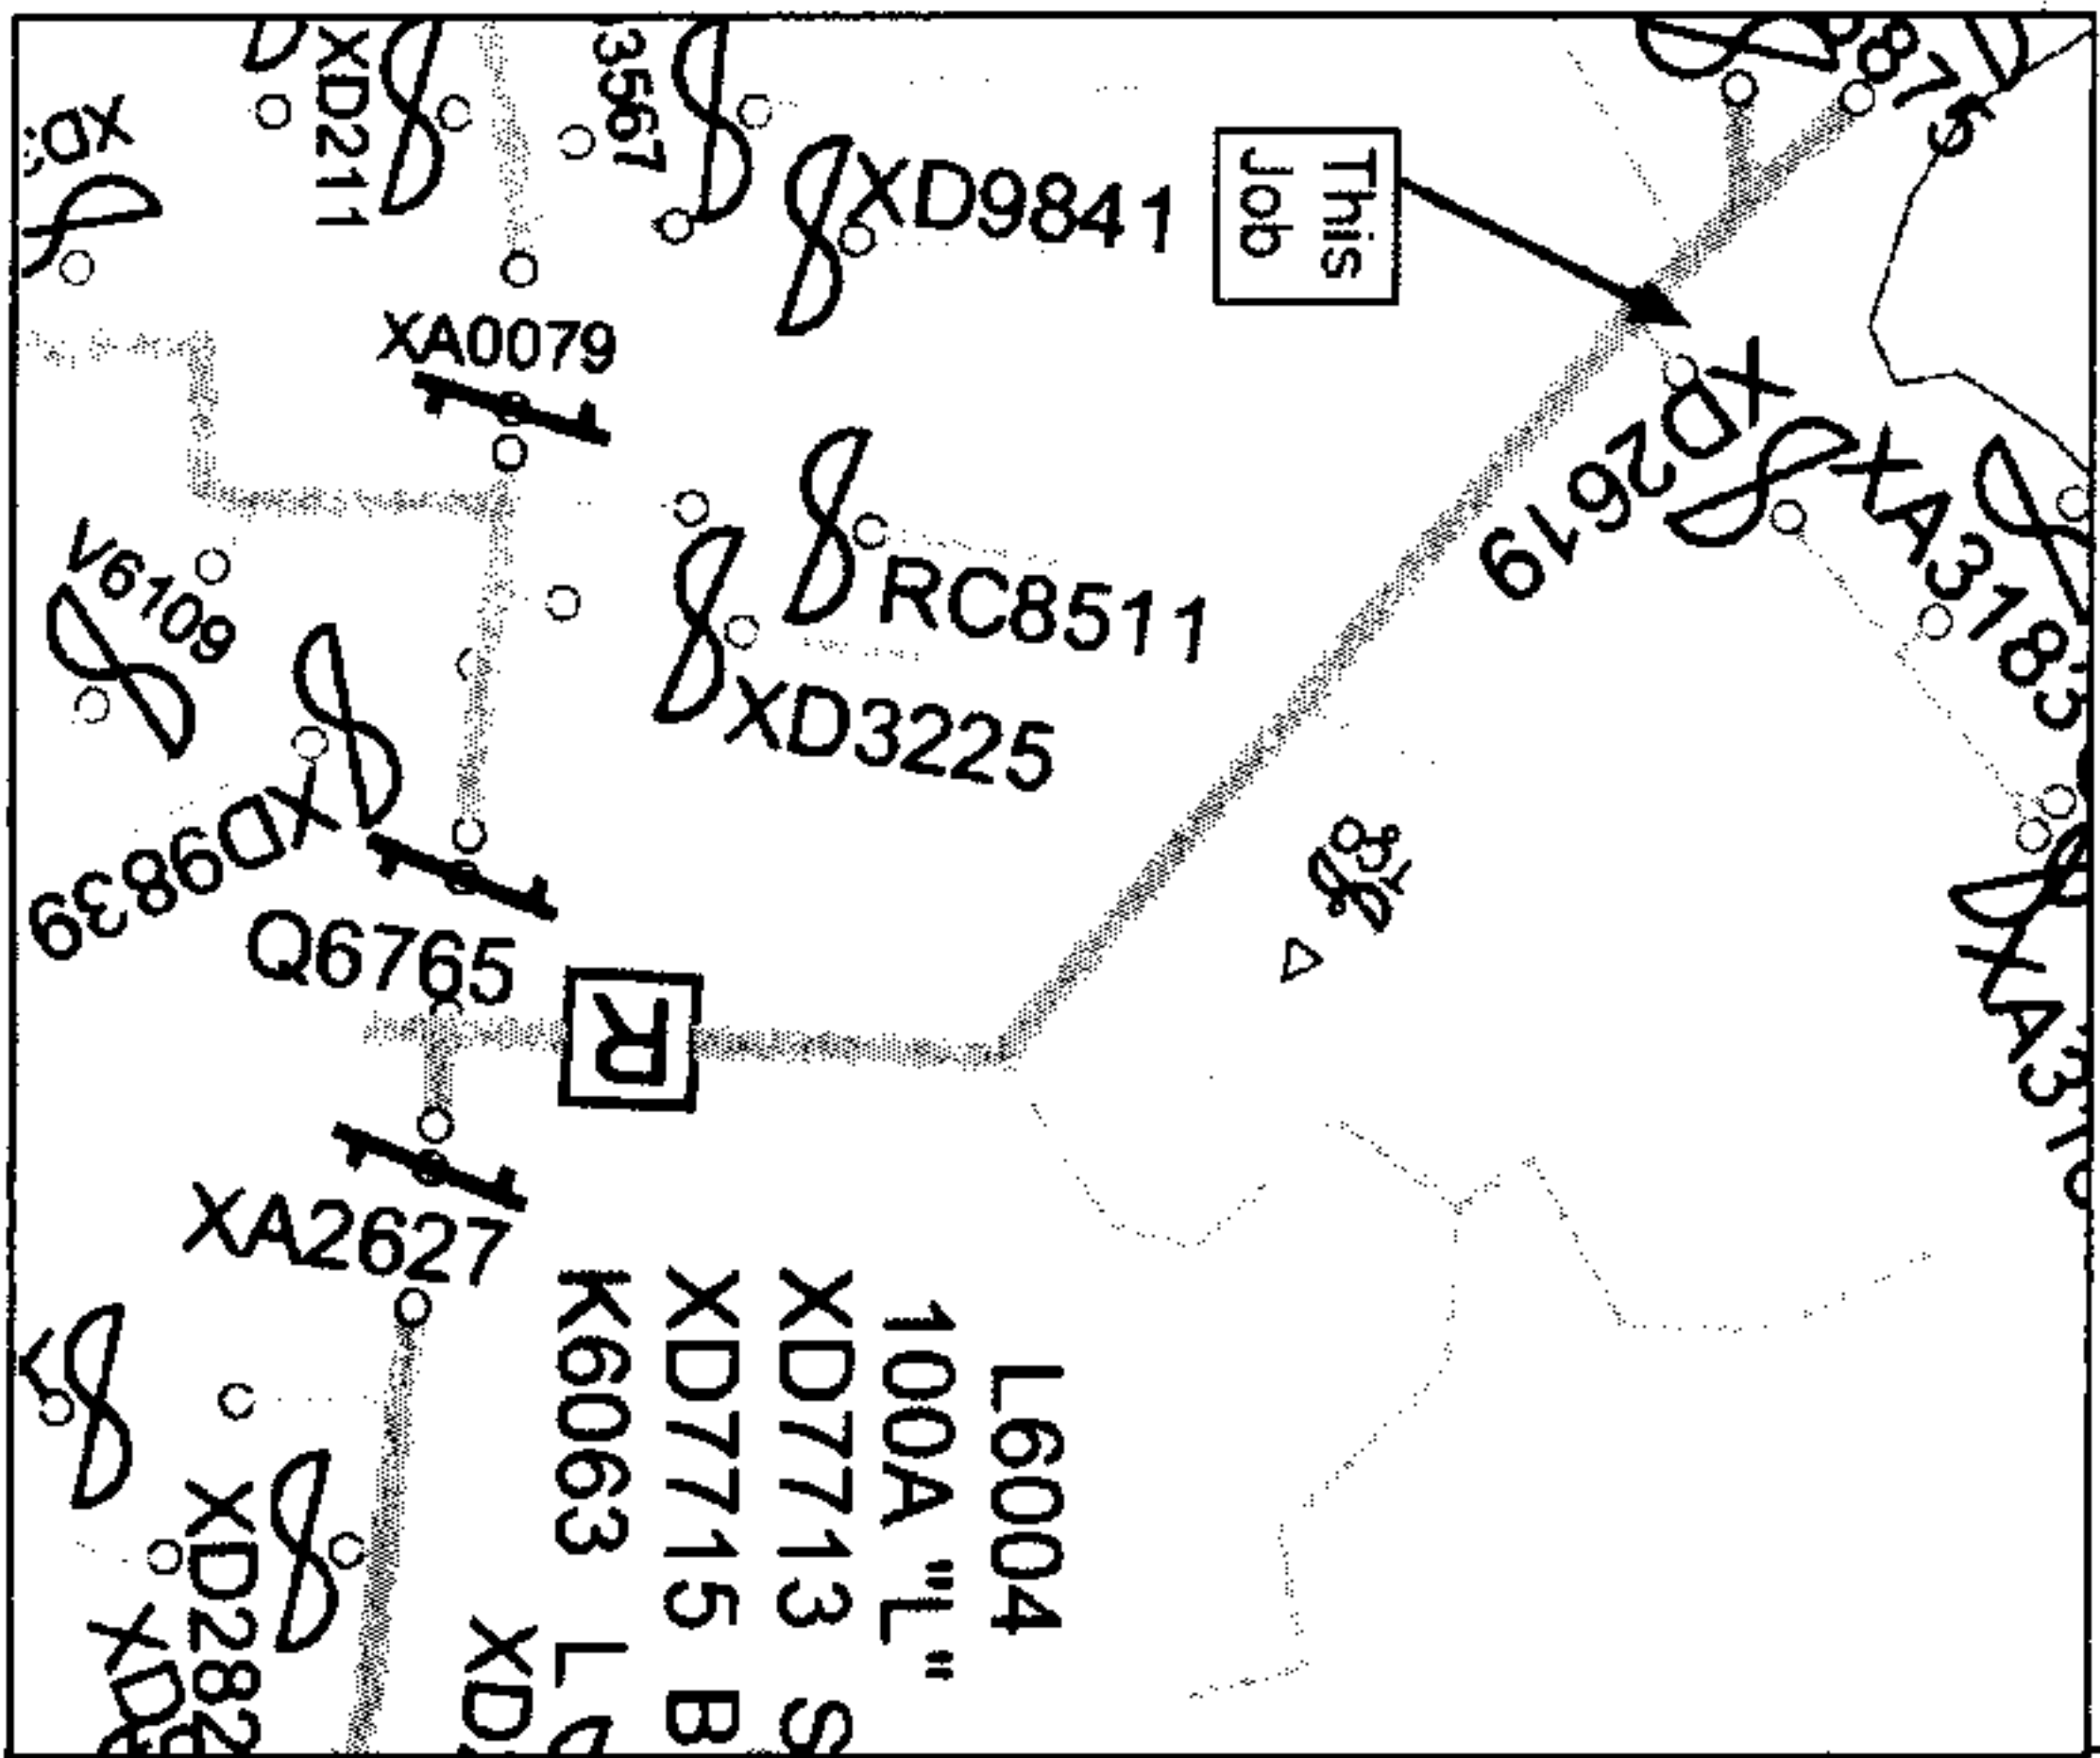 XD211
3567
XD9841
This
Job
XA0079
XD2619
XA3183
V6109
RC8511
XD3225
XD9839
Q6765
R
XA2627
L6004
100A "L"
XD7713 S
XD7715 B
K6063 L
XD282